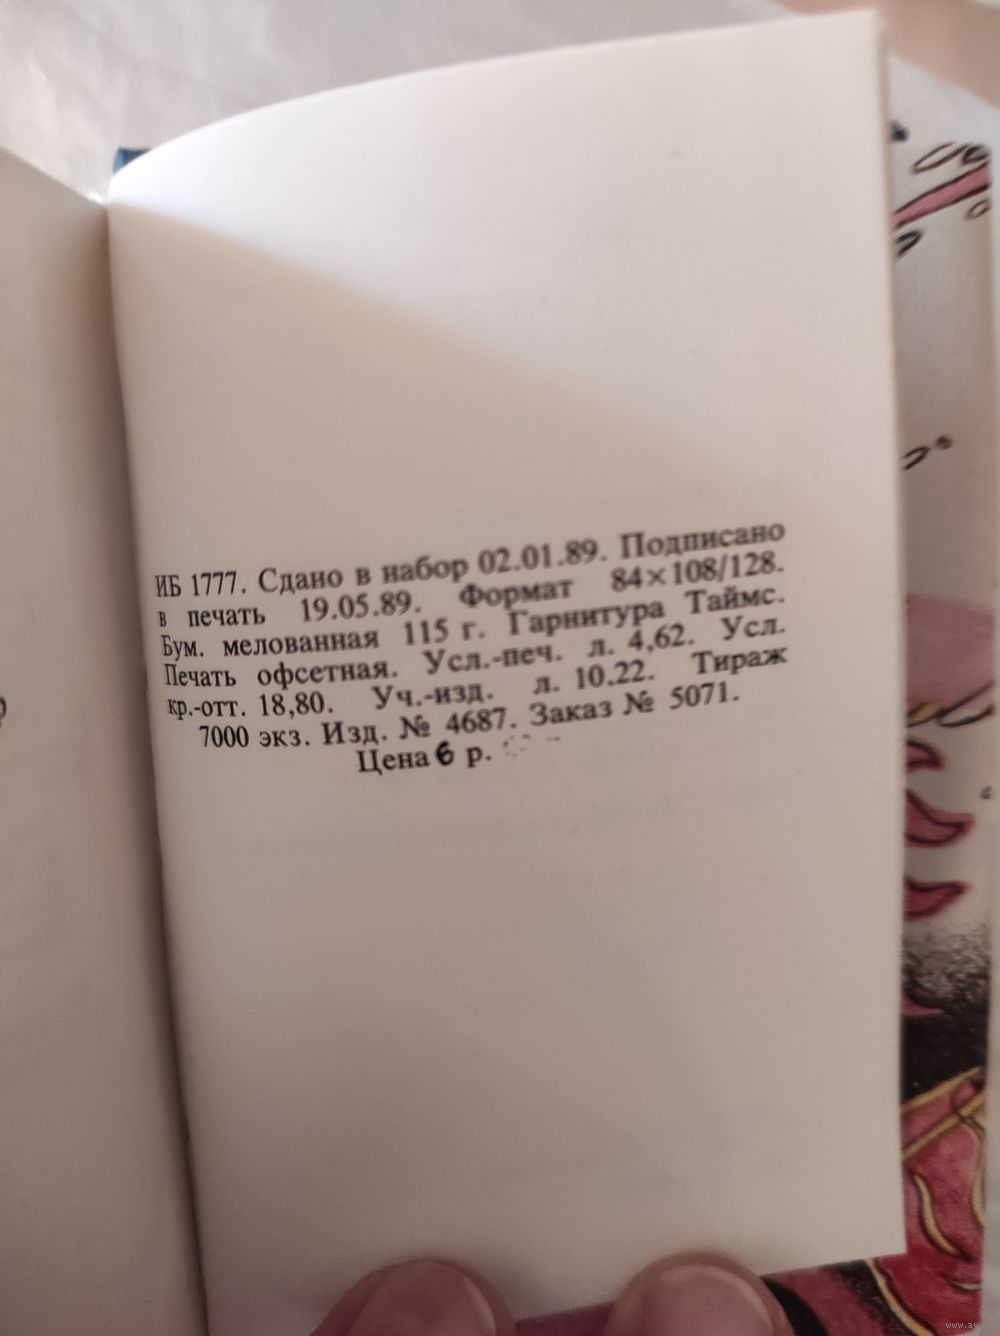 ИБ 1777. Сдано в набор 02.01.89. Подписано
в печать 19.05.89. Формат 84×108/128.
Бум. мелованная 115 г. Гарнитура Таймс.
Печать офсетная. Усл.-печ. л. 4,62. Усл.
кр.-отт. 18,80. Уч.-изд. л. 10.22. Тираж
7000 экз. Изд. № 4687. Заказ № 5071.
Цена 6 р.